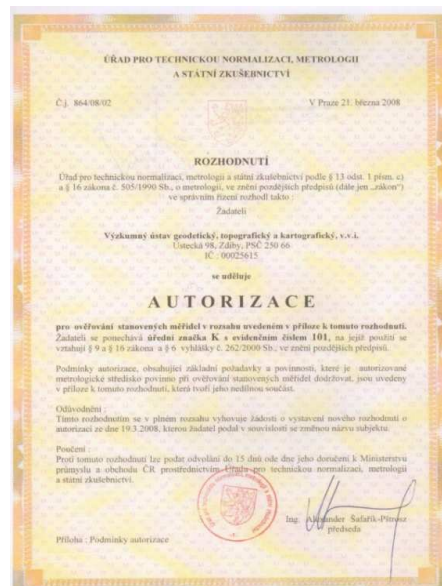 ÚŘAD PRO TECHNICKOU NORMALIZACI, METROLOGII
A STÁTNÍ ZKUŠEBNICTVÍ
Č.j. 864/08/02 V Praze 21. března 2008
ROZHODNUTÍ
Úřad pro technickou normalizaci, metrologii a státní zkušebnictví podle § 13 odst. 1 písm. c)
a § 16 zákona č. 505/1990 Sb., o metrologii, ve znění pozdějších předpisů (dále jen „zákon“)
ve správním řízení rozhodl takto :
Žadateli
Výzkumný ústav geodetický, topografický a kartografický, v.v.i.
Ústecká 98, Zdiby, PSČ 250 66
IČ : 00025615
se uděluje
AUTORIZACE
pro ověřování stanovených měřidel v rozsahu uvedeném v příloze k tomuto rozhodnutí.
Žadateli se ponechává úřední značka K s evidenčním číslem 101, na jejíž použití se
vztahují § 9 a § 16 zákona a § 6 vyhlášky č. 262/2000 Sb., ve znění pozdějších předpisů.
Podmínky autorizace, obsahující základní požadavky a povinnosti, které je autorizované
metrologické středisko povinno při ověřování stanovených měřidel dodržovat, jsou uvedeny
v příloze k tomuto rozhodnutí, která tvoří jeho nedílnou součást.
Odůvodnění :
Tímto rozhodnutím se v plném rozsahu vyhovuje žádosti o vystavení nového rozhodnutí o
autorizaci ze dne 19.3.2008, kterou žadatel podal v souvislosti se změnou názvu subjektu.
Poučení :
Proti tomuto rozhodnutí lze podat odvolání do 15 dnů ode dne jeho doručení k Ministerstvu
průmyslu a obchodu ČR prostřednictvím Úřadu pro technickou normalizaci, metrologii
a státní zkušebnictví.
Ing. Alexander Šafařík-Pštrosz
předseda
Příloha : Podmínky autorizace